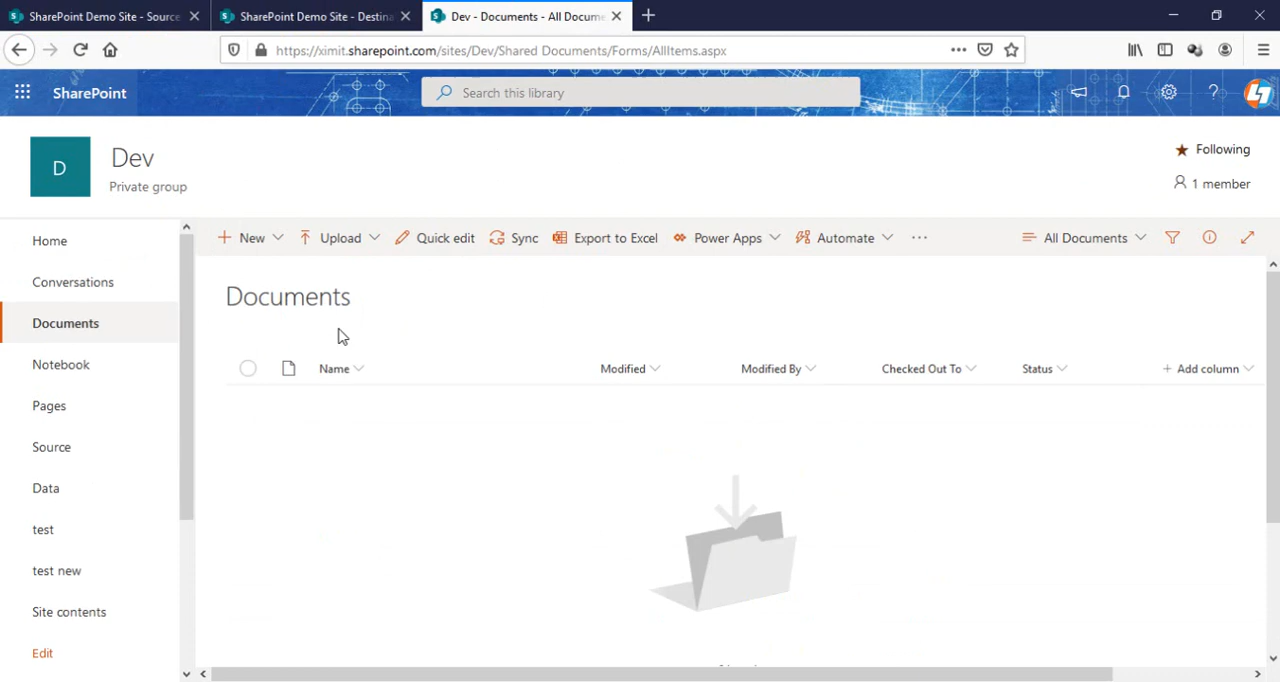 SharePoint Demo Site - Source
SharePoint Demo Site - Destina
Dev - Documents - All Docume
https://ximit.sharepoint.com/sites/Dev/Shared Documents/Forms/AllItems.aspx
SharePoint
Search this library
D
Dev
Private group
Following
1 member
Home
Conversations
Documents
Notebook
Pages
Source
Data
test
test new
Site contents
Edit
New
Upload
Quick edit
Sync
Export to Excel
Power Apps
Automate
All Documents
Documents
Name
Modified
Modified By
Checked Out To
Status
+ Add column